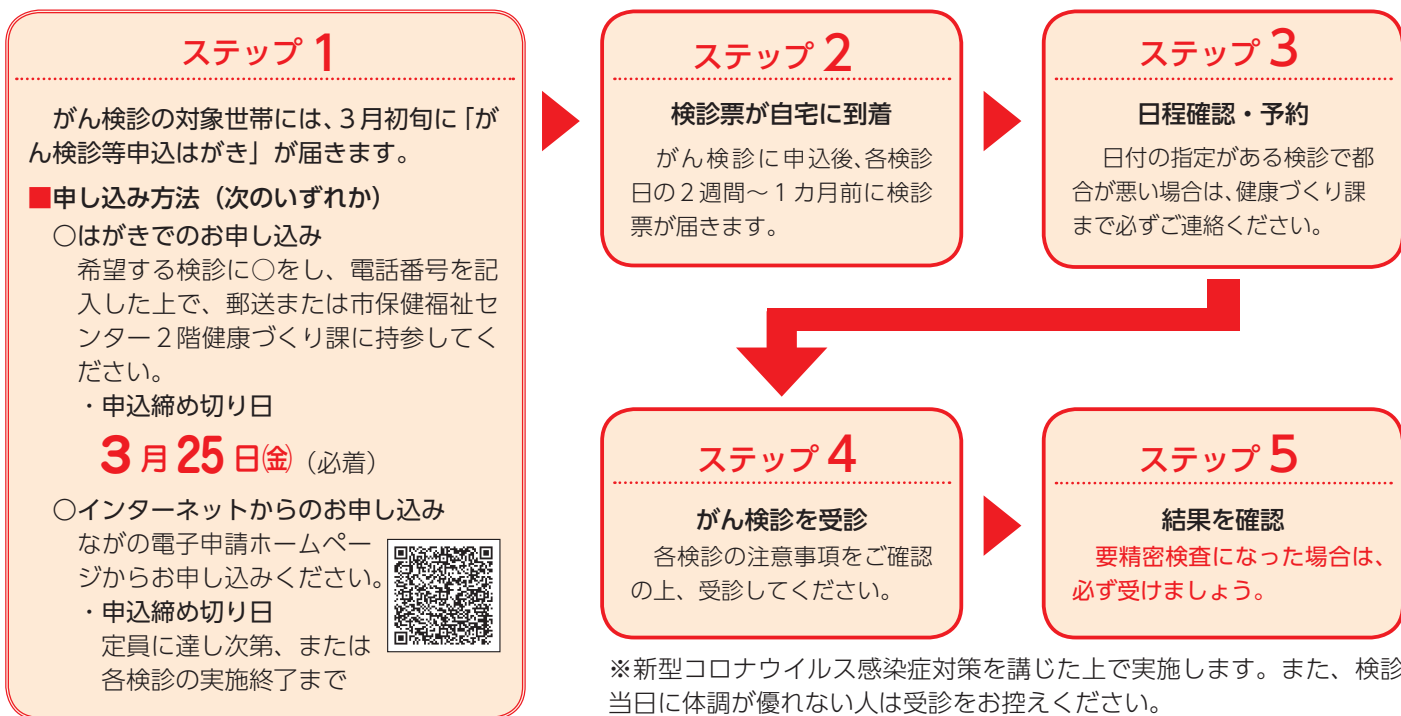 ステップ 1
がん検診の対象世帯には、３月初旬に「が
ん検診等申込はがき」が届きます。
■申し込み方法（次のいずれか）
○はがきでのお申し込み
希望する検診に○をし、電話番号を記
入した上で、郵送または市保健福祉セ
ンター２階健康づくり課に持参してく
ださい。
・申込締め切り日
3月25日㈮（必着）
○インターネットからのお申し込み
ながの電子申請ホームペー
ジからお申し込みください。
・申込締め切り日
定員に達し次第、または
各検診の実施終了まで
ステップ 2
検診票が自宅に到着
がん検診に申込後、各検診
日の２週間～１カ月前に検診
票が届きます。
ステップ 3
日程確認・予約
日付の指定がある検診で都
合が悪い場合は、健康づくり課
まで必ずご連絡ください。
ステップ 4
がん検診を受診
各検診の注意事項をご確認
の上、受診してください。
ステップ 5
結果を確認
要精密検査になった場合は、
必ず受けましょう。
※新型コロナウイルス感染症対策を講じた上で実施します。また、検診
当日に体調が優れない人は受診をお控えください。